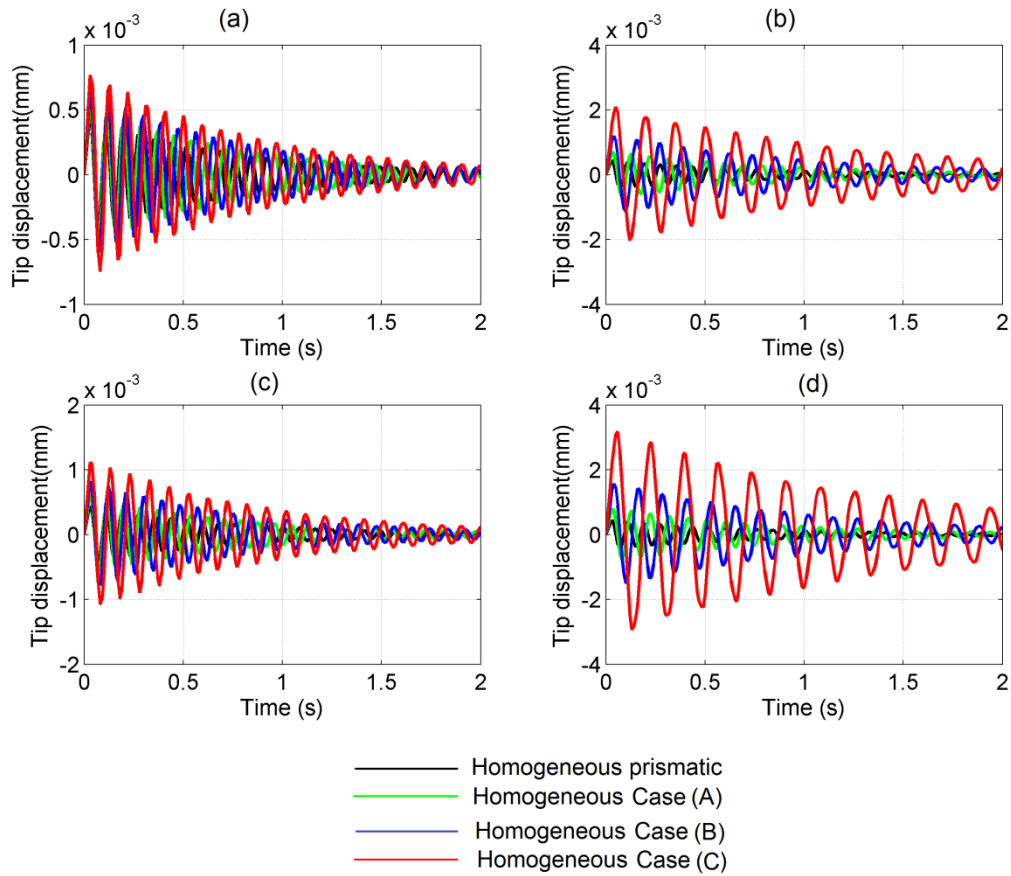 (a)
x 10-3
Tip displacement(mm)
1
0.5
0
-0.5
-1
0 0.5 1 1.5 2
Time (s)
(b)
x 10-3
Tip displacement(mm)
4
2
0
-2
-4
0 0.5 1 1.5 2
Time (s)
(c)
x 10-3
Tip displacement(mm)
2
1
0
-1
-2
0 0.5 1 1.5 2
Time (s)
(d)
x 10-3
Tip displacement(mm)
4
2
0
-2
-4
0 0.5 1 1.5 2
Time (s)
Homogeneous prismatic
Homogeneous Case (A)
Homogeneous Case (B)
Homogeneous Case (C)